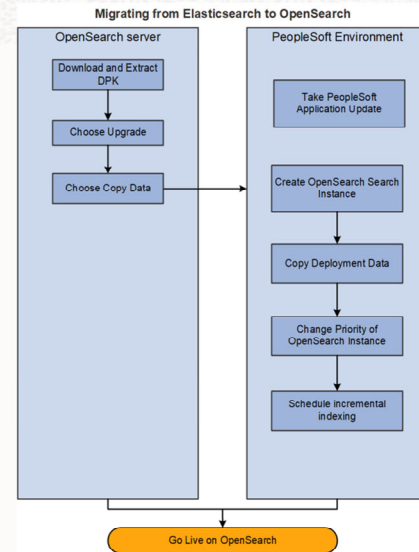 Migrating from Elasticsearch to OpenSearch
OpenSearch server
Download and Extract
DPK
Choose Upgrade
Choose Copy Data
PeopleSoft Environment
Take PeopleSoft
Application Update
Create OpenSearch Search
Instance
Copy Deployment Data
Change Priority of
OpenSearch Instance
Schedule incremental
indexing
Go Live on OpenSearch